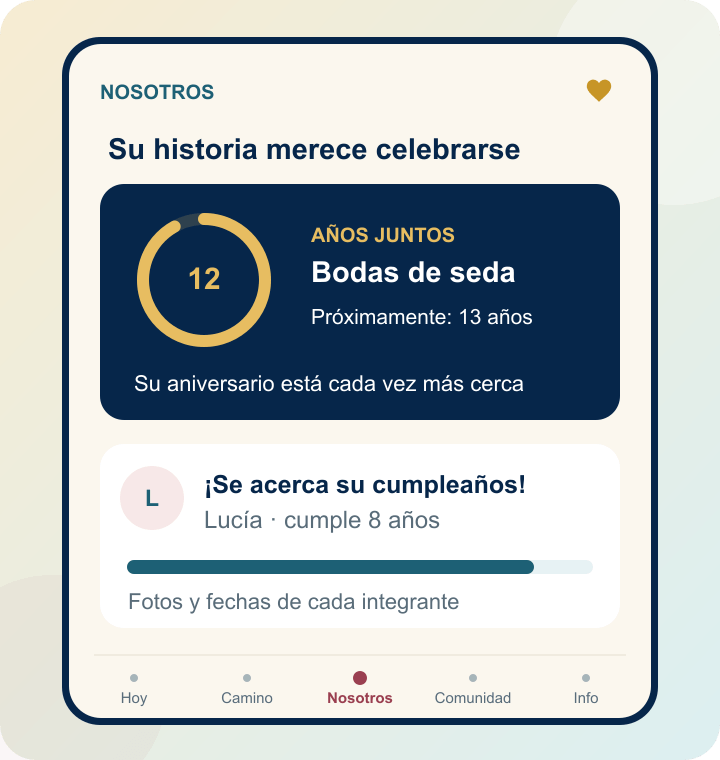 NOSOTROS
Su historia merece celebrarse
12
AÑOS JUNTOS
Bodas de seda
Próximamente: 13 años
Su aniversario está cada vez más cerca
L
¡Se acerca su cumpleaños!
Lucía · cumple 8 años
Fotos y fechas de cada integrante
Hoy
Camino
Nosotros
Comunidad
Info